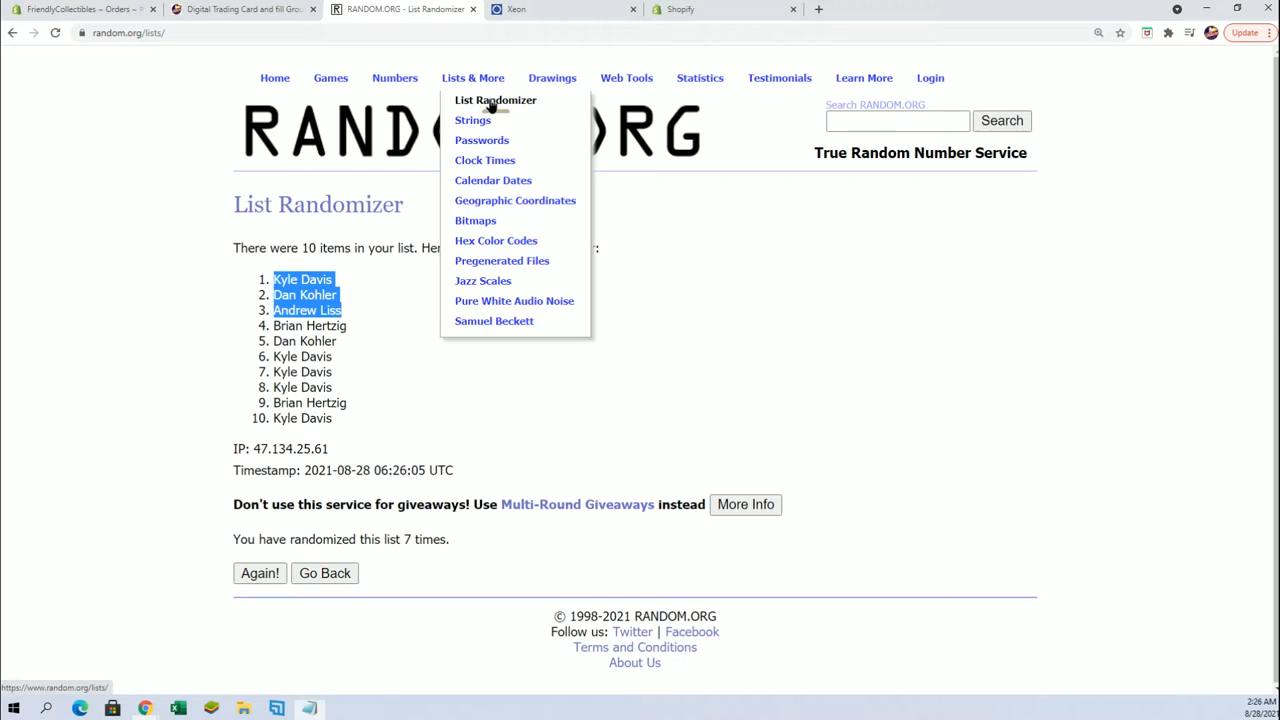 FriendlyCollectibles ~ Orders ~
Digital Trading Card and fill Grou
RANDOM.ORG - List Randomizer
Xeon
Shopify
random.org/lists/
Update
Home Games Numbers Lists & More Drawings Web Tools Statistics Testimonials Learn More Login
List Randomizer
Strings
Passwords
Clock Times
Calendar Dates
Geographic Coordinates
Bitmaps
Hex Color Codes
Pregenerated Files
Jazz Scales
Pure White Audio Noise
Samuel Beckett
RAND RG
Search RANDOM.ORG
Search
True Random Number Service
List Randomizer
There were 10 items in your list. Her :
1. Kyle Davis
2. Dan Kohler
3. Andrew Liss
4. Brian Hertzig
5. Dan Kohler
6. Kyle Davis
7. Kyle Davis
8. Kyle Davis
9. Brian Hertzig
10. Kyle Davis
IP: 47.134.25.61
Timestamp: 2021-08-28 06:26:05 UTC
Don't use this service for giveaways! Use Multi-Round Giveaways instead More Info
You have randomized this list 7 times.
Again! Go Back
© 1998-2021 RANDOM.ORG
Follow us: Twitter | Facebook
Terms and Conditions
About Us
https://www.random.org/lists/
2:26 AM
8/28/2021